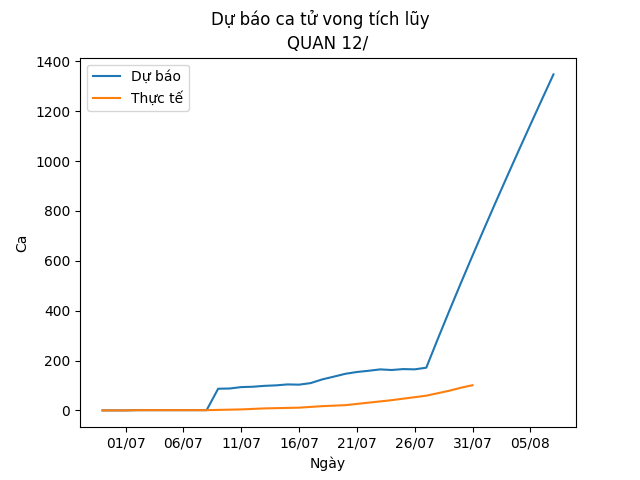 Dự báo ca tử vong tích lũy
QUAN 12/
Dự báo
Thực tế
1400
1200
1000
800
600
400
200
0
Ca
01/07 06/07 11/07 16/07 21/07 26/07 31/07 05/08
Ngày